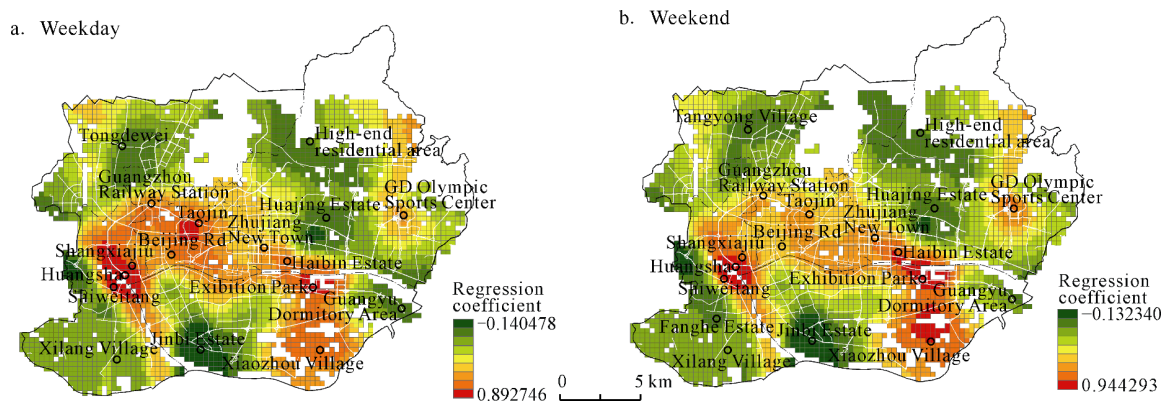 a. Weekday
Tongdewei
High-end
residential area
Guangzhou
Railway Station
GD Olympic
Sports Center
Taojin
Huajing Estate
Zhujiang
New Town
Beijing Rd
Shangxiajiu
Haibin Estate
Huangsha
Exibition Park
Shiweitang
Guangyu
Dormitory Area
Jinbi Estate
Xilang Village
Xiaozhou Village
Regression
coefficient
−0.140478
0.892746
0 5 km
b. Weekend
Tangyong Village
High-end
residential area
Guangzhou
Railway Station
GD Olympic
Sports Center
Huajing Estate
Taojin
Zhujiang
New Town
Beijing Rd
Shangxiajiu
Haibin Estate
Huangsha
Exibition Park
Shiweitang
Guangyu
Dormitory Area
Fanghe Estate
Jinbi Estate
Xilang Village
Xiaozhou Village
Regression
coefficient
−0.132340
0.944293